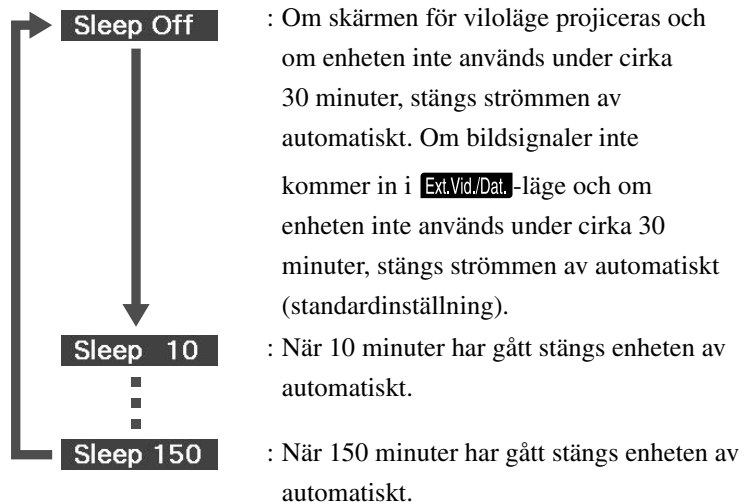 Sleep Off : Om skärmen för viloläge projiceras och
om enheten inte används under cirka
30 minuter, stängs strömmen av
automatiskt. Om bildsignaler inte
kommer in i Ext.Vid./Dat. -läge och om
enheten inte används under cirka 30
minuter, stängs strömmen av automatiskt
(standardinställning).
Sleep 10 : När 10 minuter har gått stängs enheten av
automatiskt.
Sleep 150 : När 150 minuter har gått stängs enheten av
automatiskt.